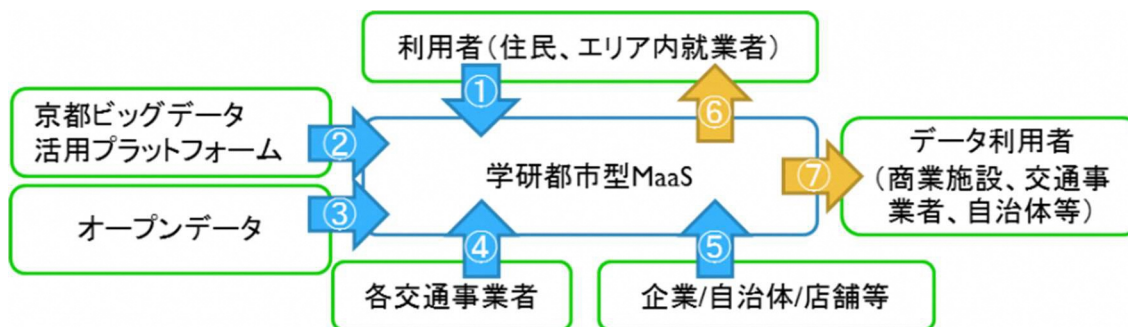 利用者(住民、エリア内就業者)
①
⑥
京都ビッグデータ
活用プラットフォーム
②
学研都市型MaaS
⑦
データ利用者
(商業施設、交通事
業者、自治体等)
オープンデータ
③
④
⑤
各交通事業者
企業/自治体/店舗等